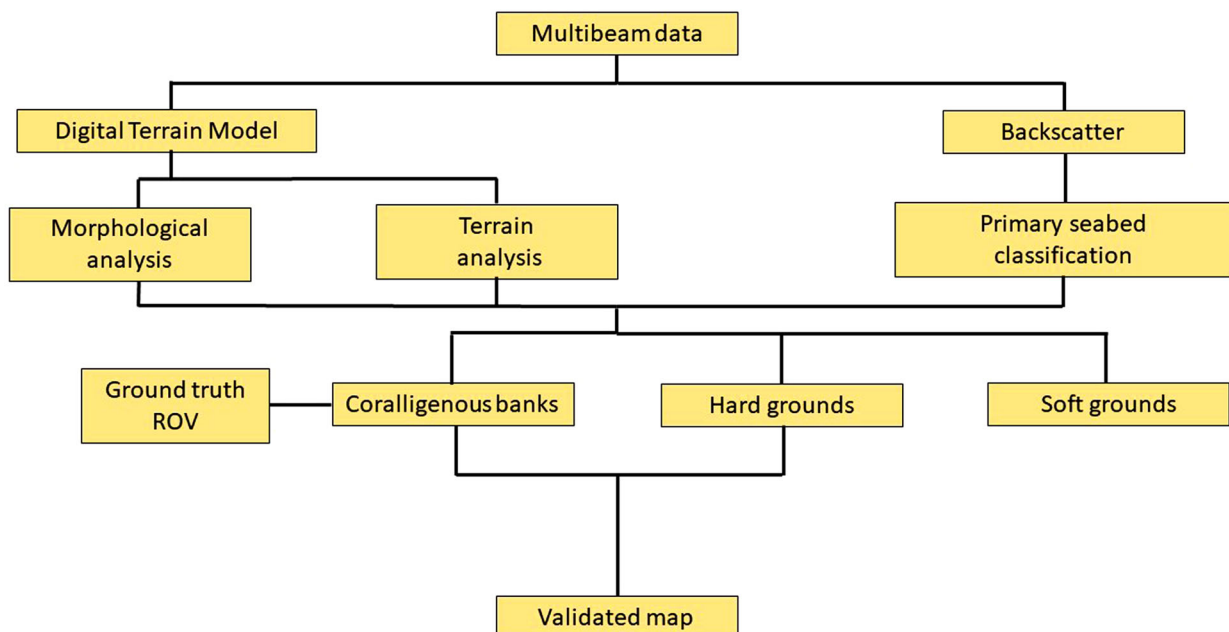 Multibeam data
Digital Terrain Model
Backscatter
Morphological
analysis
Terrain
analysis
Primary seabed
classification
Ground truth
ROV
Coralligenous banks
Hard grounds
Soft grounds
Validated map